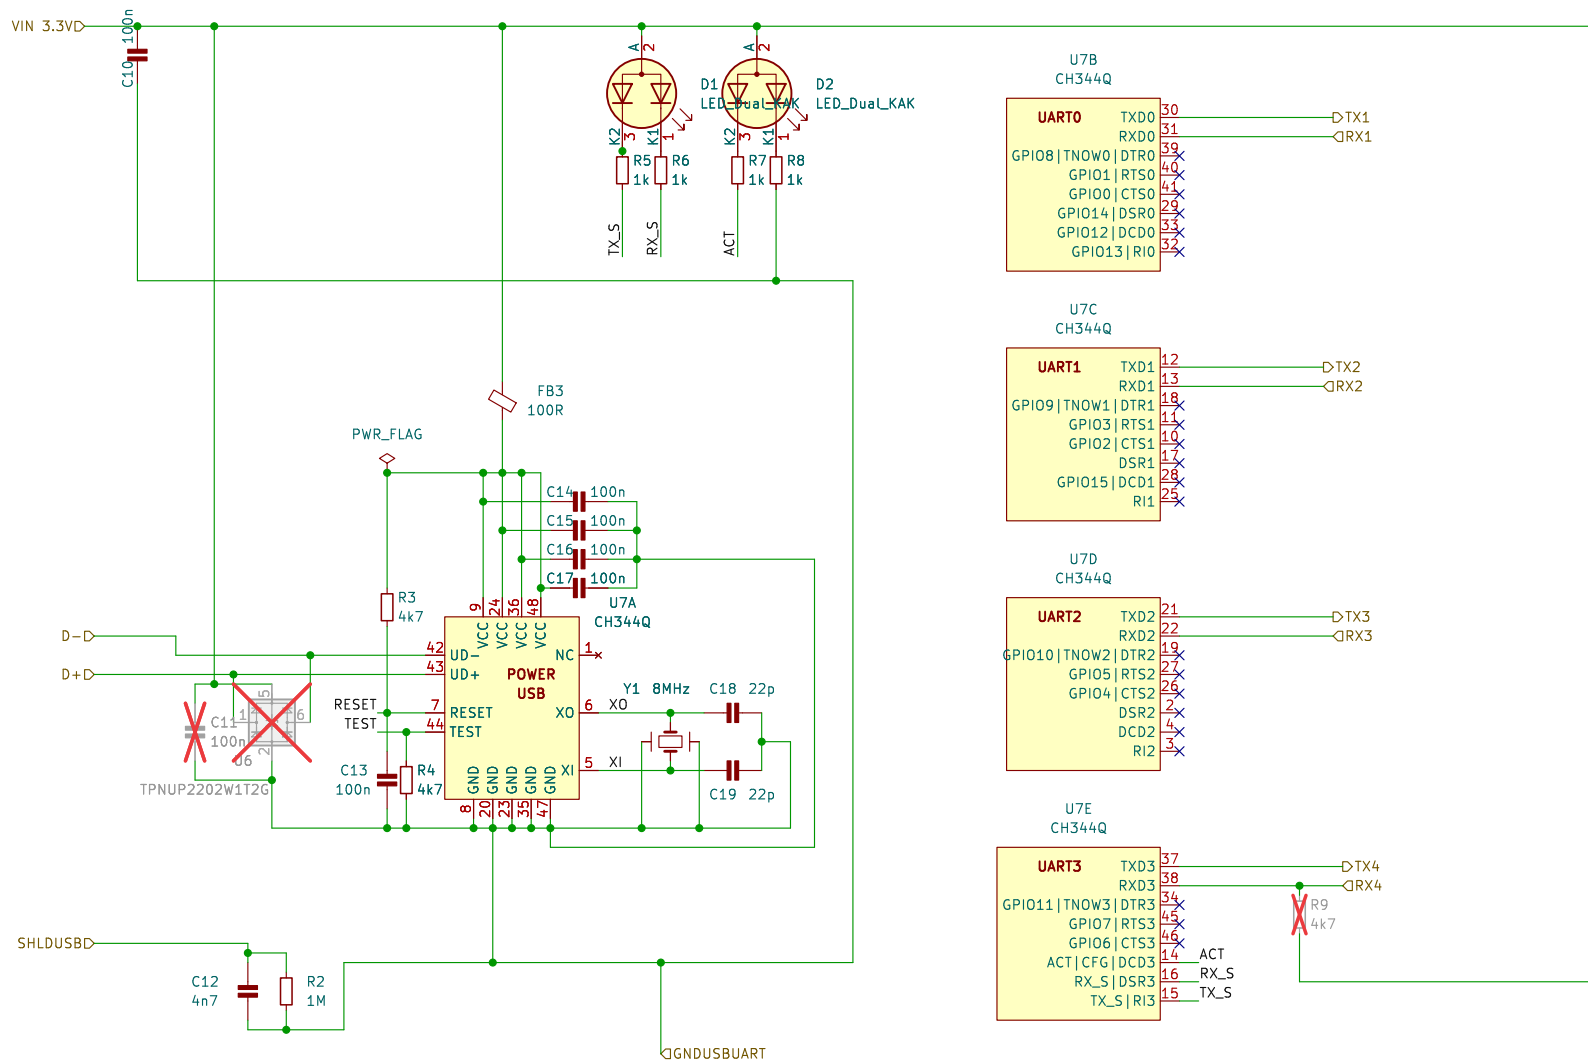 VIN 3.3V
100n
C10
A
2
D1
LED_Dual_KAK
K2
3
K1
1
R5
1k
R6
1k
TX_S
RX_S
A
2
D2
LED_Dual_KAK
K2
3
K1
1
R7
1k
R8
1k
ACT
FB3
100R
PWR_FLAG
C14 100n
C15 100n
C16 100n
C17 100n
R3
4k7
U7A
CH344Q
9
24
36
48
VCC
VCC
VCC
VCC
D-
D+
42
UD-
43
UD+
NC
1
POWER
USB
RESET
7
RESET
TEST
44
TEST
XO
6
XO
XI
5
XI
GND
GND
GND
GND
GND
8
20
23
35
47
Y1 8MHz
C18 22p
C19 22p
C11
100n
5
1
6
2
U6
TPNUP2202W1T2G
C13
100n
R4
4k7
SHLDUSB
C12
4n7
R2
1M
GNDUSBUART
U7B
CH344Q
UART0
TXD0 30 TX1
RXD0 31 RX1
GPIO8|TNOW0|DTR0 39
GPIO1|RTS0 40
GPIO0|CTS0 41
GPIO14|DSR0 29
GPIO12|DCD0 33
GPIO13|RI0 32
U7C
CH344Q
UART1
TXD1 12 TX2
RXD1 13 RX2
GPIO9|TNOW1|DTR1 18
GPIO3|RTS1 11
GPIO2|CTS1 10
DSR1 17
GPIO15|DCD1 28
RI1 25
U7D
CH344Q
UART2
TXD2 21 TX3
RXD2 22 RX3
GPIO10|TNOW2|DTR2 19
GPIO5|RTS2 27
GPIO4|CTS2 26
DSR2 2
DCD2 4
RI2 3
U7E
CH344Q
UART3
TXD3 37 TX4
RXD3 38 RX4
GPIO11|TNOW3|DTR3 34
GPIO7|RTS3 45
GPIO6|CTS3 46
ACT|CFG|DCD3 14 ACT
RX_S|DSR3 16 RX_S
TX_S|RI3 15 TX_S
R9
4k7